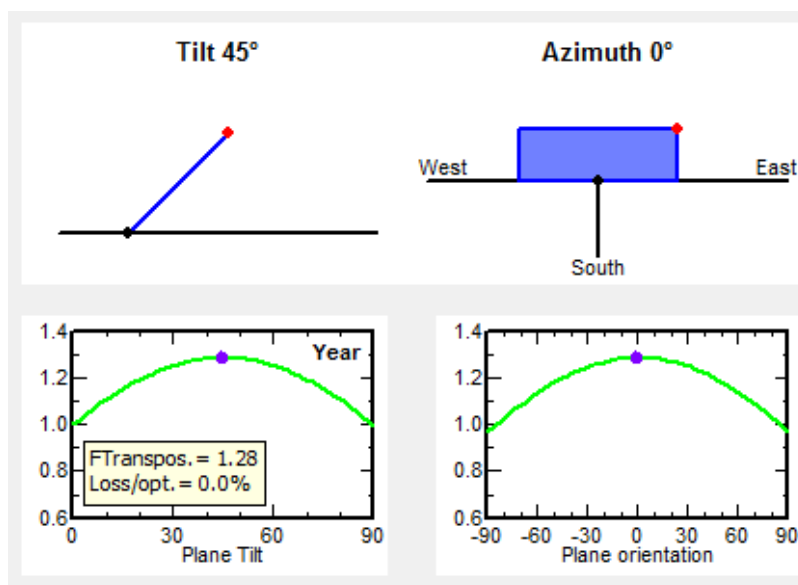 Tilt 45°
Azimuth 0°
West
East
South
1.4
1.2
1.0
0.8
0.6
Year
FTranspos. = 1.28
Loss/opt. = 0.0%
0 30 60 90
Plane Tilt
1.4
1.2
1.0
0.8
0.6
-90 -60 -30 0 30 60 90
Plane orientation